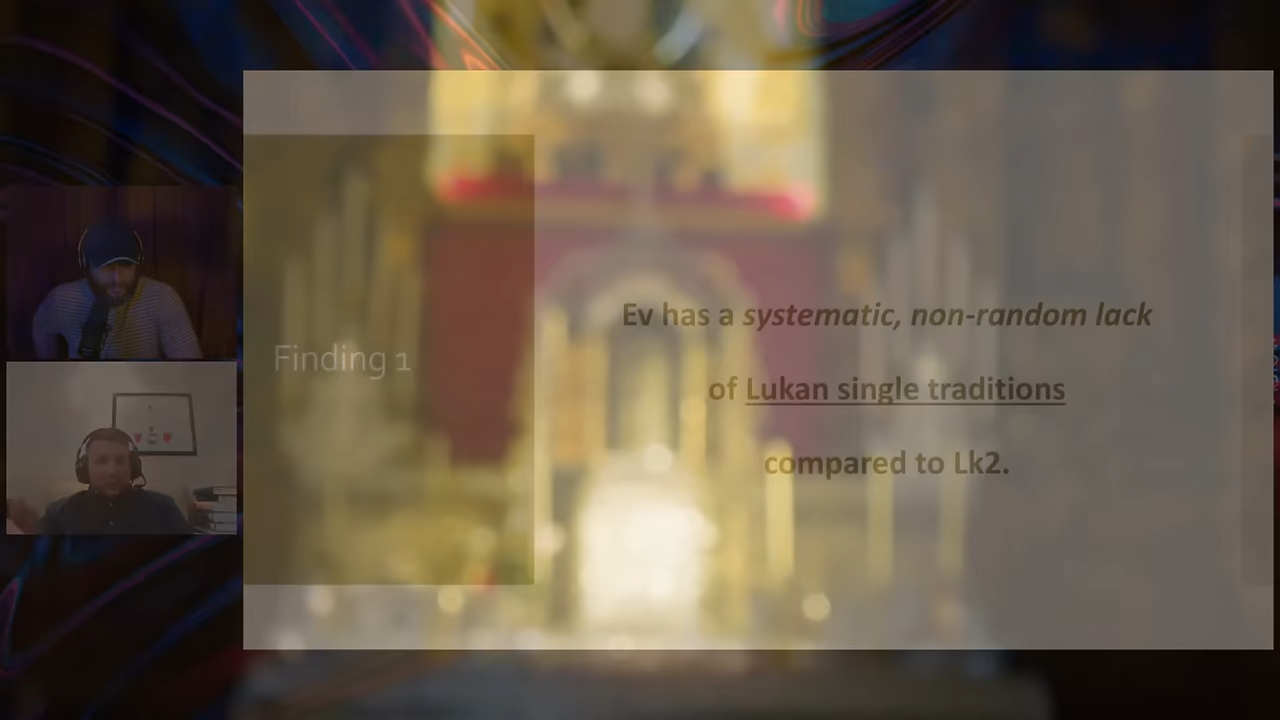 Finding 1
Ev has a systematic, non-random lack
of Lukan single traditions
compared to Lk2.